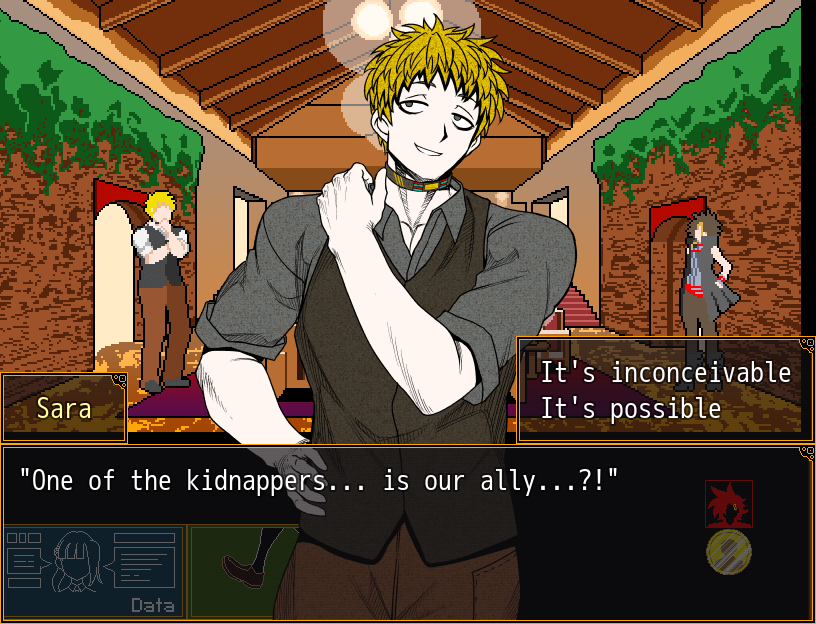 It's inconceivable
It's possible
Sara
"One of the kidnappers... is our ally...?!"
Data